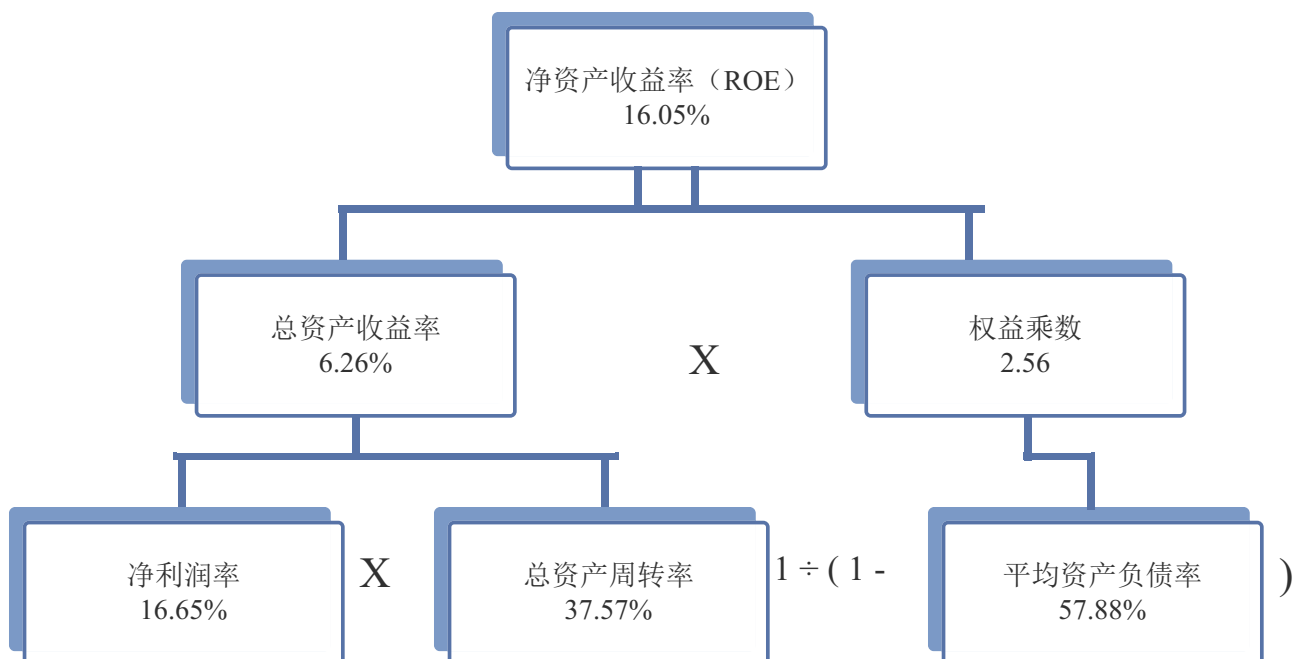 净资产收益率（ROE）
16.05%
总资产收益率
6.26%
X
权益乘数
2.56
净利润率
16.65%
X
总资产周转率
37.57%
1 ÷ ( 1 -
平均资产负债率
57.88%
)